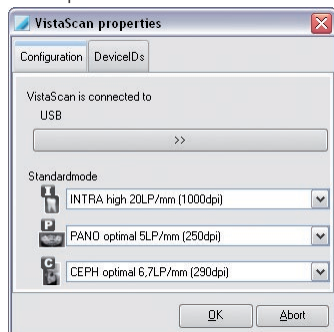 VistaScan properties
Configuration DeviceIDs
VistaScan is connected to
USB
>>
Standardmode
I INTRA high 20LP/mm (1000dpi)
P PANO optimal 5LP/mm (250dpi)
C CEPH optimal 6,7LP/mm (290dpi)
OK Abort